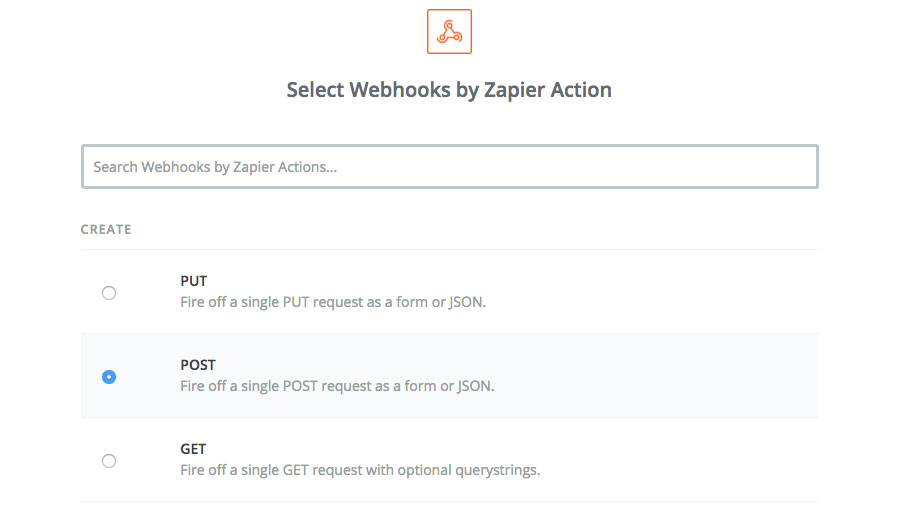 Select Webhooks by Zapier Action
Search Webhooks by Zapier Actions...
CREATE
PUT
Fire off a single PUT request as a form or JSON.
POST
Fire off a single POST request as a form or JSON.
GET
Fire off a single GET request with optional querystrings.